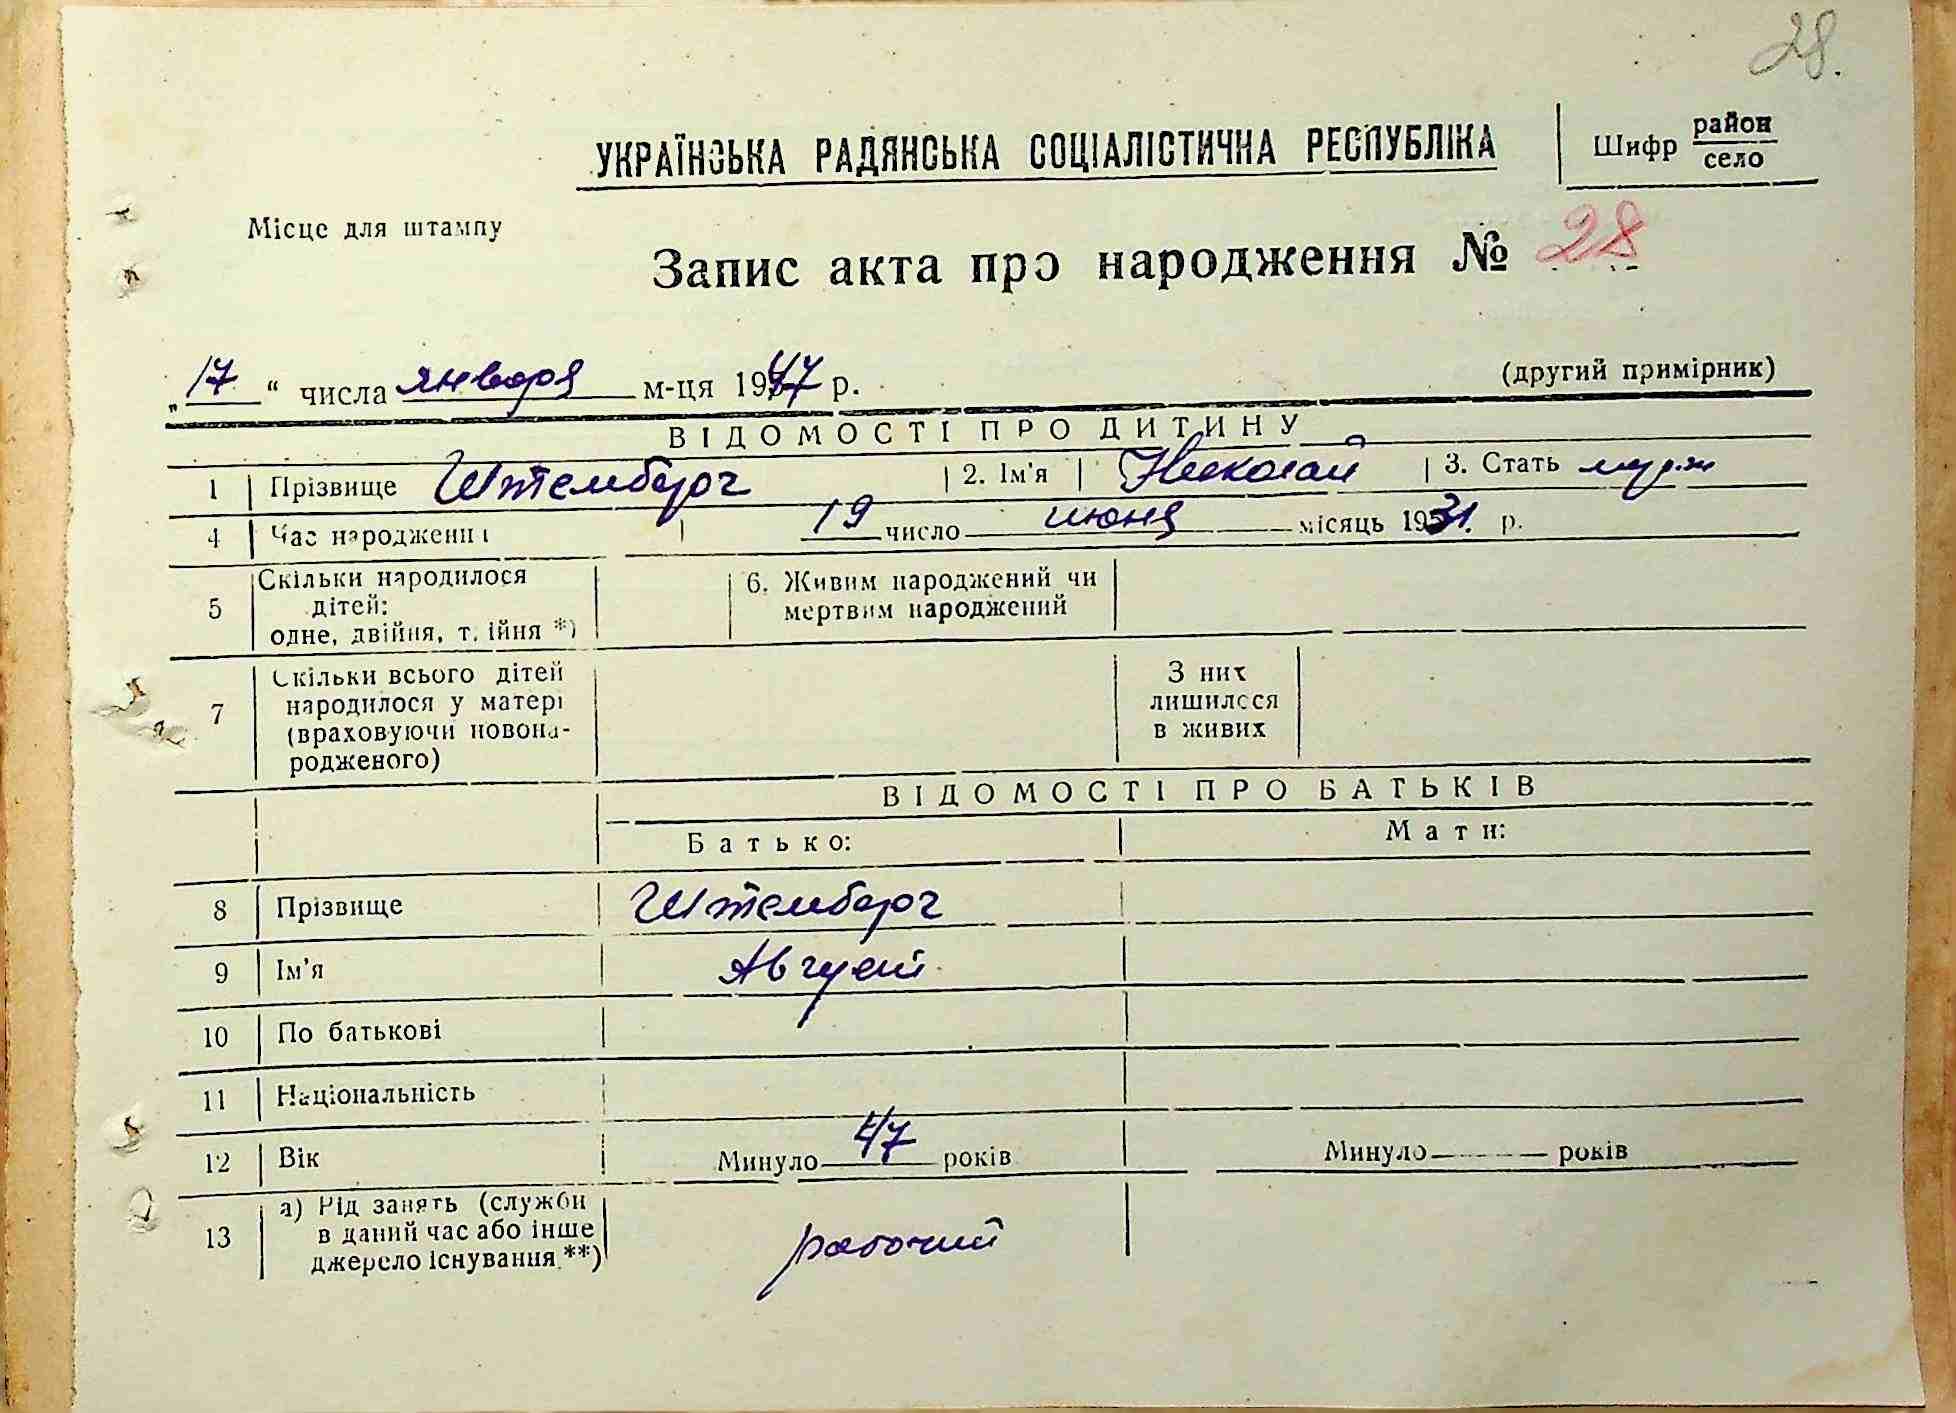 28.
УКРАЇНСЬКА РАДЯНСЬКА СОЦІАЛІСТИЧНА РЕСПУБЛІКА
Шифр район село
Місце для штампу
Запис акта про народження № 28
„17“ числа января м-ця 1947 р.
(другий примірник)
ВІДОМОСТІ ПРО ДИТИНУ
1 Прізвище Штемберг 2. Ім'я Николай 3. Стать муж
4 Час народження 19 число июня місяць 1931. р.
5 Скільки народилося дітей: одне, двійня, трійня *)
6. Живим народжений чи мертвим народжений
7 Скільки всього дітей народилося у матері (враховуючи новона-родженого)
З них лишилося в живих
ВІДОМОСТІ ПРО БАТЬКІВ
Батько: Мати:
8 Прізвище Штемберг
9 Ім'я Август
10 По батькові
11 Національність
12 Вік Минуло 47 років Минуло років
13 а) Рід занять (служби в даний час або інше джерело існування **) рабочий